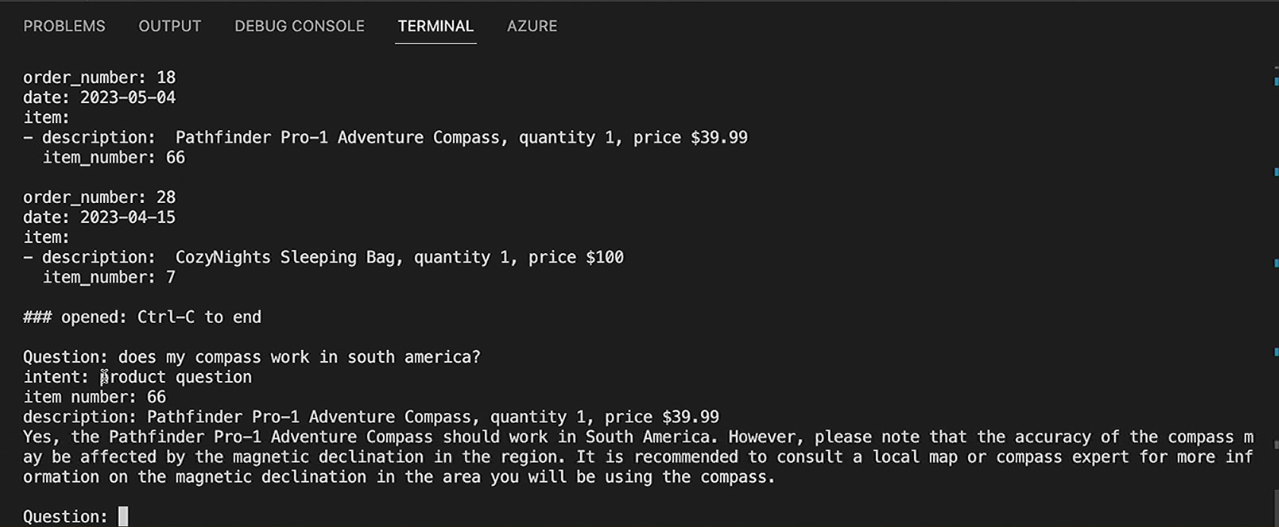 PROBLEMS OUTPUT DEBUG CONSOLE TERMINAL AZURE
order_number: 18
date: 2023-05-04
item:
- description:  Pathfinder Pro-1 Adventure Compass, quantity 1, price $39.99
  item_number: 66
order_number: 28
date: 2023-04-15
item:
- description:  CozyNights Sleeping Bag, quantity 1, price $100
  item_number: 7
### opened: Ctrl-C to end
Question: does my compass work in south america?
intent: product question
item number: 66
description: Pathfinder Pro-1 Adventure Compass, quantity 1, price $39.99
Yes, the Pathfinder Pro-1 Adventure Compass should work in South America. However, please note that the accuracy of the compass m
ay be affected by the magnetic declination in the region. It is recommended to consult a local map or compass expert for more inf
ormation on the magnetic declination in the area you will be using the compass.
Question: